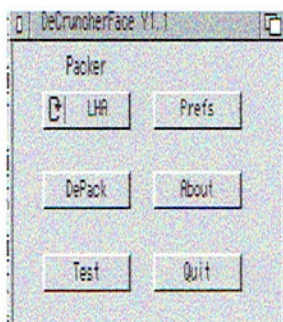 DeCruncherFace V1.1
Packer
LHA Prefs
DePack About
Test Quit